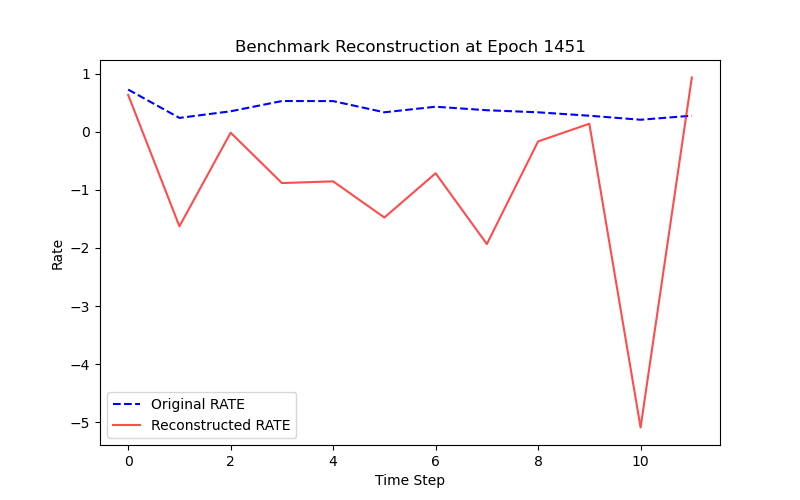 Benchmark Reconstruction at Epoch 1451
Rate
1
0
−1
−2
−3
−4
−5
Original RATE
Reconstructed RATE
0 2 4 6 8 10
Time Step